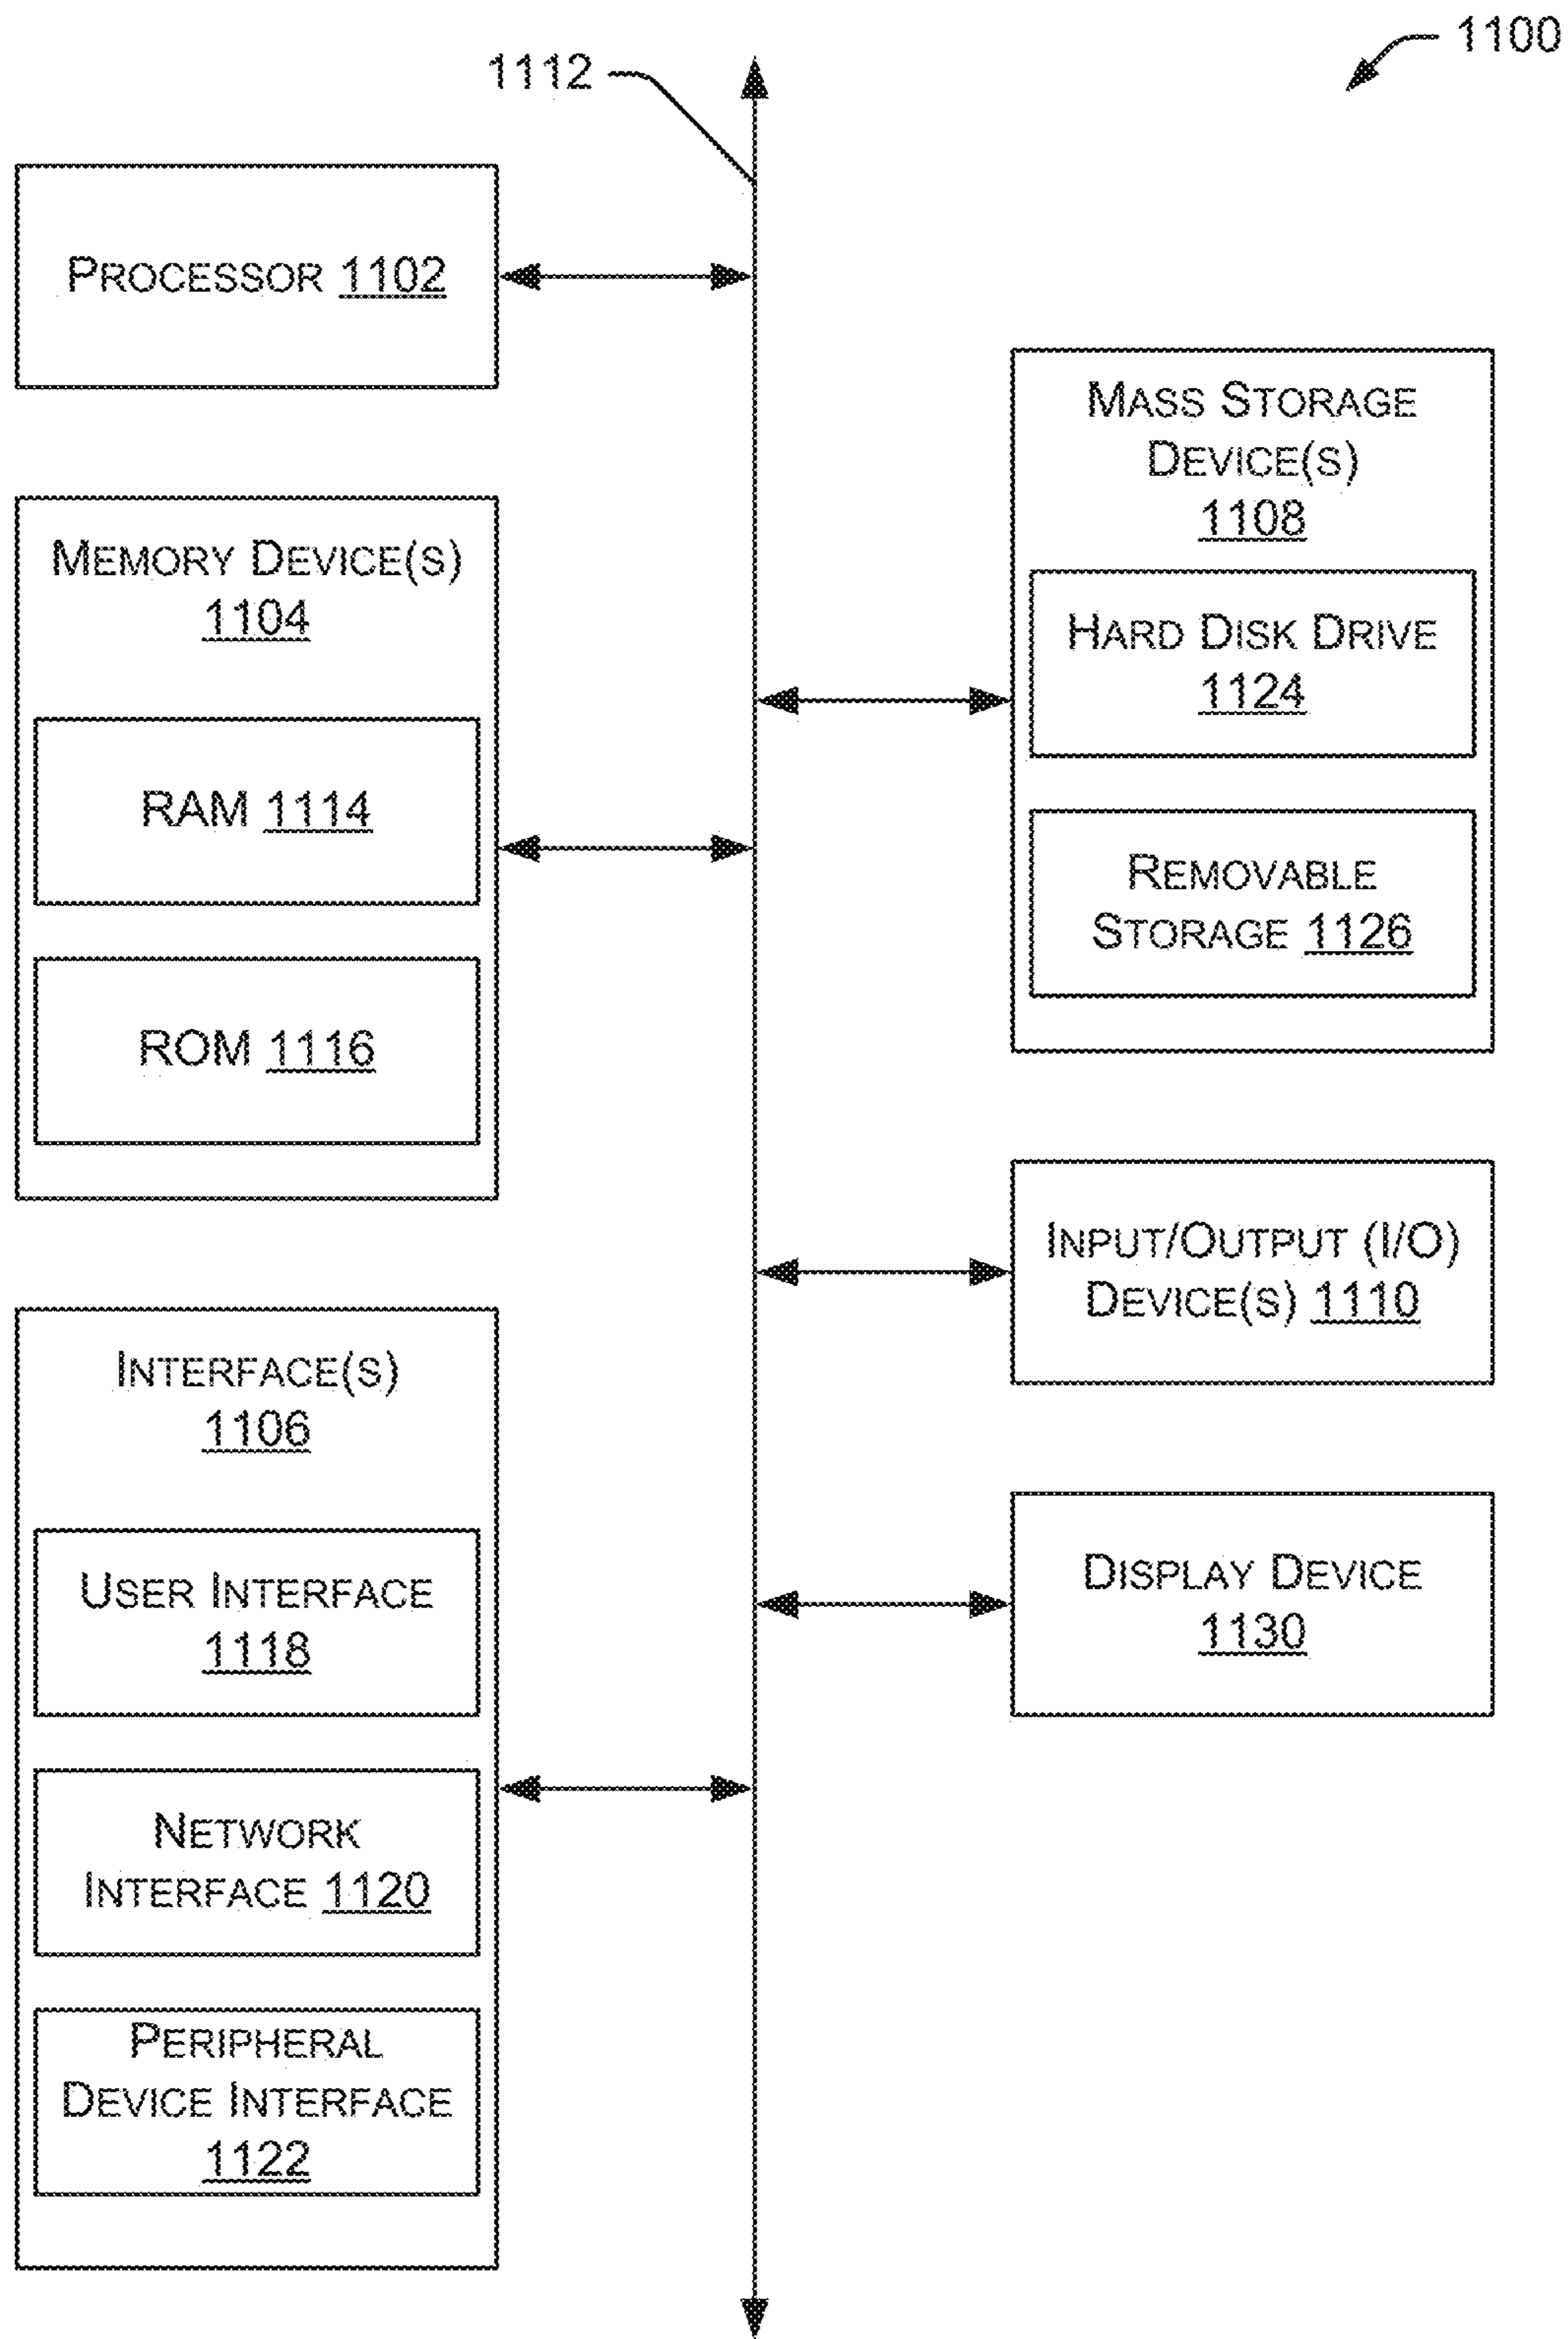 1100
1112
PROCESSOR 1102
MEMORY DEVICE(S)
1104
RAM 1114
ROM 1116
INTERFACE(S)
1106
USER INTERFACE
1118
NETWORK
INTERFACE 1120
PERIPHERAL
DEVICE INTERFACE
1122
MASS STORAGE
DEVICE(S)
1108
HARD DISK DRIVE
1124
REMOVABLE
STORAGE 1126
INPUT/OUTPUT (I/O)
DEVICE(S) 1110
DISPLAY DEVICE
1130